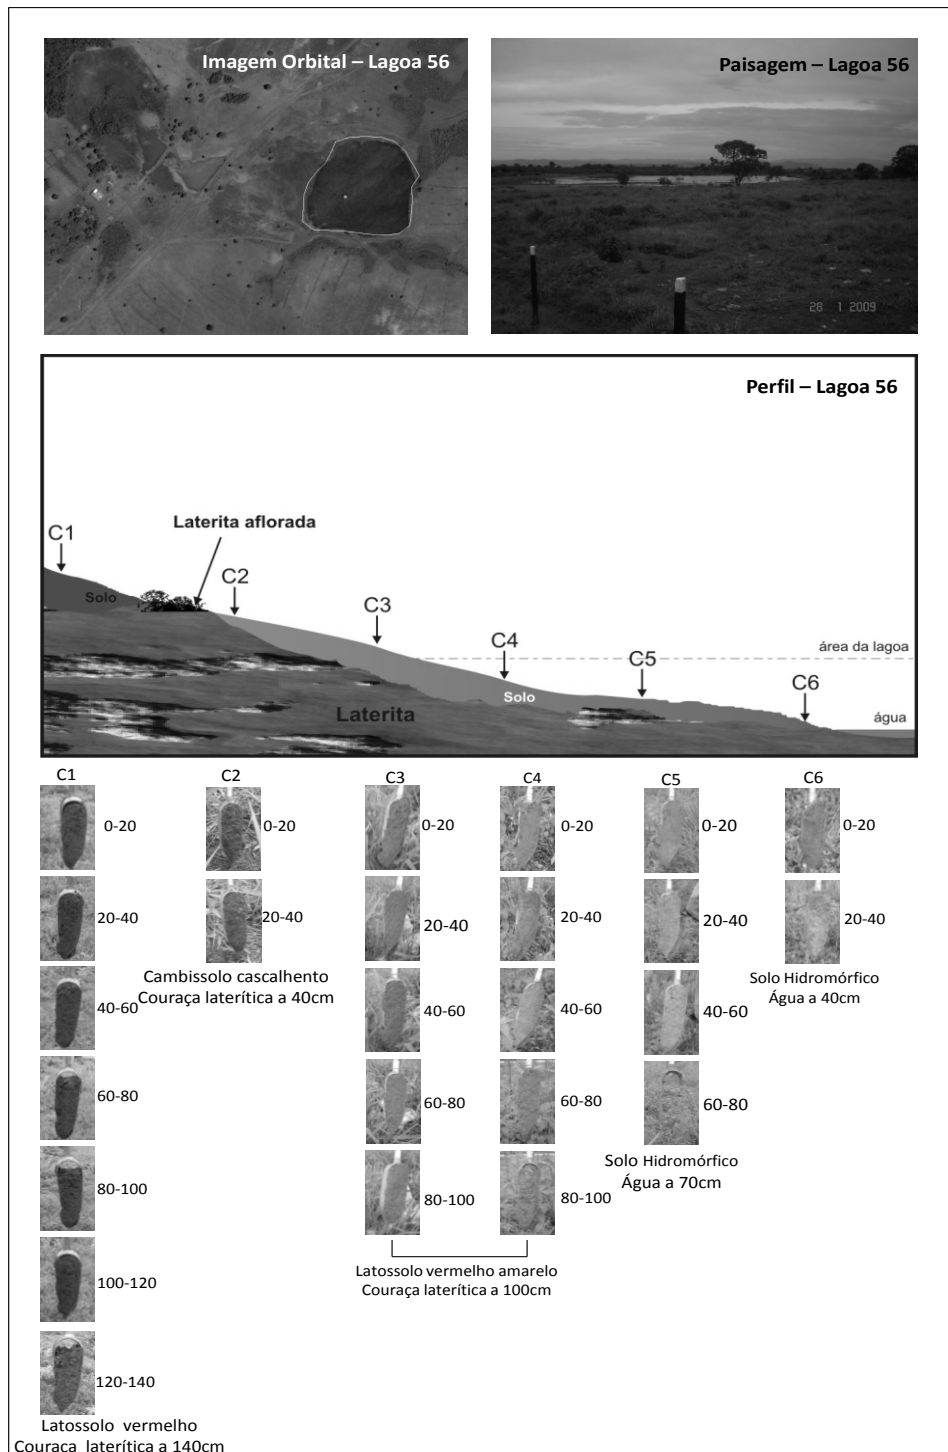 Imagem Orbital – Lagoa 56
Paisagem – Lagoa 56
28 1 2009
Perfil – Lagoa 56
C1
Laterita aflorada
C2
Solo
C3
C4
área da lagoa
C5
C6
Solo
Laterita
água
C1
C2
C3
C4
C5
C6
0-20
20-40
40-60
60-80
80-100
100-120
120-140
Latossolo vermelho
Couraça laterítica a 140cm
0-20
20-40
Cambissolo cascalhento
Couraça laterítica a 40cm
0-20
20-40
40-60
60-80
80-100
0-20
20-40
40-60
60-80
80-100
Latossolo vermelho amarelo
Couraça laterítica a 100cm
0-20
20-40
40-60
60-80
Solo Hidromórfico
Água a 70cm
0-20
20-40
Solo Hidromórfico
Água a 40cm